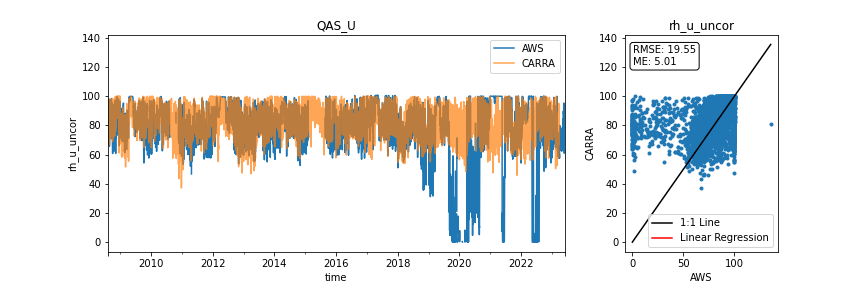 QAS_U
rh_u_uncor
140
120
100
80
60
40
20
0
rh_u_uncor
2010
2012
2014
2016
2018
2020
2022
time
AWS
CARRA
rh_u_uncor
140
120
100
80
60
40
20
0
CARRA
RMSE: 19.55
ME: 5.01
1:1 Line
Linear Regression
0
50
100
AWS